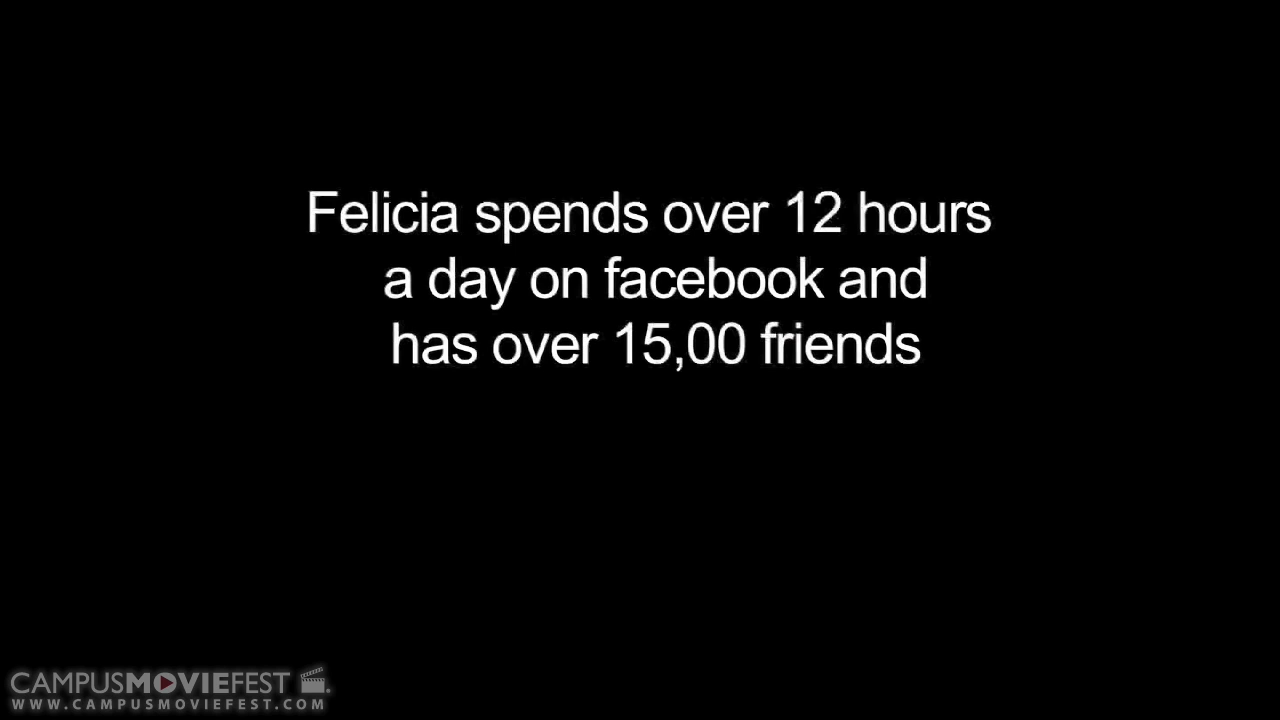 Felicia spends over 12 hours
a day on facebook and
has over 15,00 friends
CAMPUSMOVIEFEST.
WWW.CAMPUSMOVIEFEST.COM